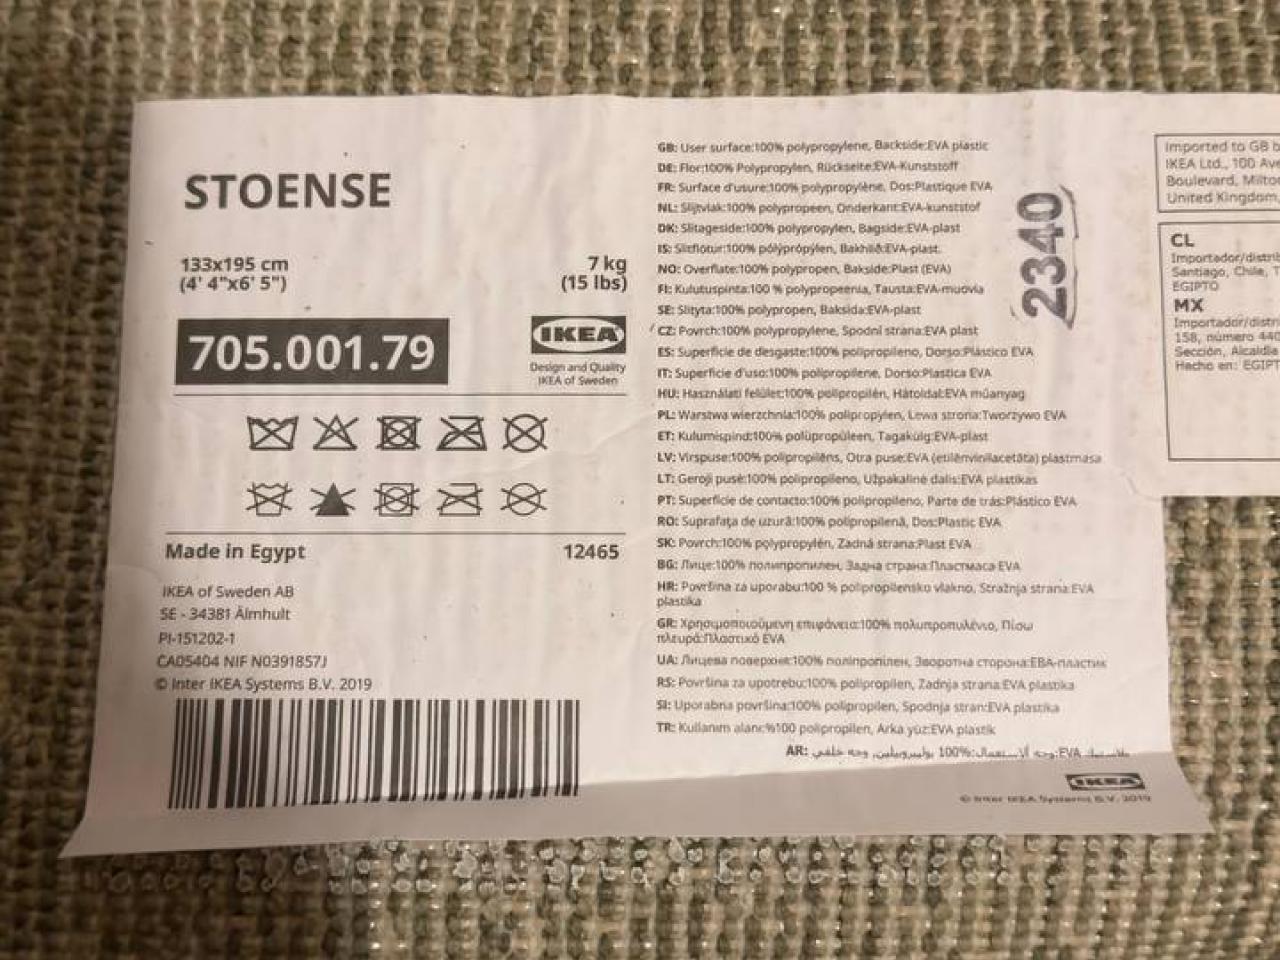 STOENSE
133x195 cm
(4' 4"x6' 5")
7 kg
(15 lbs)
705.001.79
IKEA
Design and Quality
IKEA of Sweden
Made in Egypt
12465
IKEA of Sweden AB
SE - 34381 Älmhult
PI-151202-1
CA05404 NIF N0391857J
© Inter IKEA Systems B.V. 2019
GB: User surface:100% polypropylene, Backside:EVA plastic
DE: Flor:100% Polypropylen, Rückseite:EVA-Kunststoff
FR: Surface d'usure:100% polypropylène, Dos:Plastique EVA
NL: Slijtvlak:100% polypropeen, Onderkant:EVA-kunststof
DK: Slitageside:100% polypropylen, Bagside:EVA-plast
IS: Slitflötur:100% pólýprópýlen, Bakhlið:EVA-plast.
NO: Overflate:100% polypropen, Bakside:Plast (EVA)
FI: Kulutuspinta:100 % polypropeenia, Tausta:EVA-muovia
SE: Slityta:100% polypropen, Baksida:EVA-plast
CZ: Povrch:100% polypropylene, Spodní strana:EVA plast
ES: Superficie de desgaste:100% polipropileno, Dorso:Plástico EVA
IT: Superficie d'uso:100% polipropilene, Dorso:Plastica EVA
HU: Használati felület:100% polipropilén, Hátoldal:EVA műanyag
PL: Warstwa wierzchnia:100% polipropylen, Lewa strona:Tworzywo EVA
ET: Kulumispind:100% polüpropüleen, Tagakülg:EVA-plast
LV: Virspuse:100% polipropilēns, Otra puse:EVA (etilēnvinilacetāta) plastmasa
LT: Geroji pusė:100% polipropileno, Užpakalinė dalis:EVA plastikas
PT: Superfície de contacto:100% polipropileno, Parte de trás:Plástico EVA
RO: Suprafaţa de uzură:100% polipropilenă, Dos:Plastic EVA
SK: Povrch:100% polypropylén, Zadná strana:Plast EVA
BG: Лице:100% полипропилен, Задна страна:Пластмаса EVA
HR: Površina za uporabu:100 % polipropilensko vlakno, Stražnja strana:EVA
plastika
GR: Χρησιμοποιούμενη επιφάνεια:100% πολυπροπυλένιο, Πίσω
πλευρά:Πλαστικό EVA
UA: Лицева поверхня:100% поліпропілен, Зворотна сторона:ЕВА-пластик
RS: Površina za upotrebu:100% polipropilen, Zadnja strana:EVA plastika
SI: Uporabna površina:100% polipropilen, Spodnja stran:EVA plastika
TR: Kullanım alanı:%100 polipropilen, Arka yüz:EVA plastik
AR: وجه الاستعمال:100% بوليبروبيلين, وجه خلفي:EVA بلاستيك
IKEA
© Inter IKEA Systems B.V. 2019
2340
Imported to GB b
IKEA Ltd., 100 Ave
Boulevard, Milto
United Kingdom,
CL
Importador/distrib
Santiago, Chile, T
EGIPTO
MX
Importador/distri
158, número 440
Sección, Alcaldía
Hecho en: EGIPT